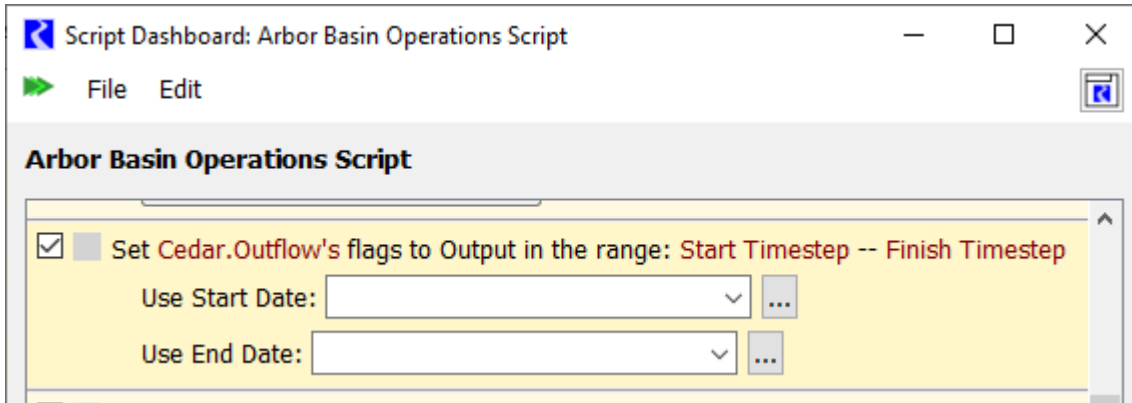 Script Dashboard: Arbor Basin Operations Script
File Edit
Arbor Basin Operations Script
Set Cedar.Outflow's flags to Output in the range: Start Timestep -- Finish Timestep
Use Start Date: ...
Use End Date: ...